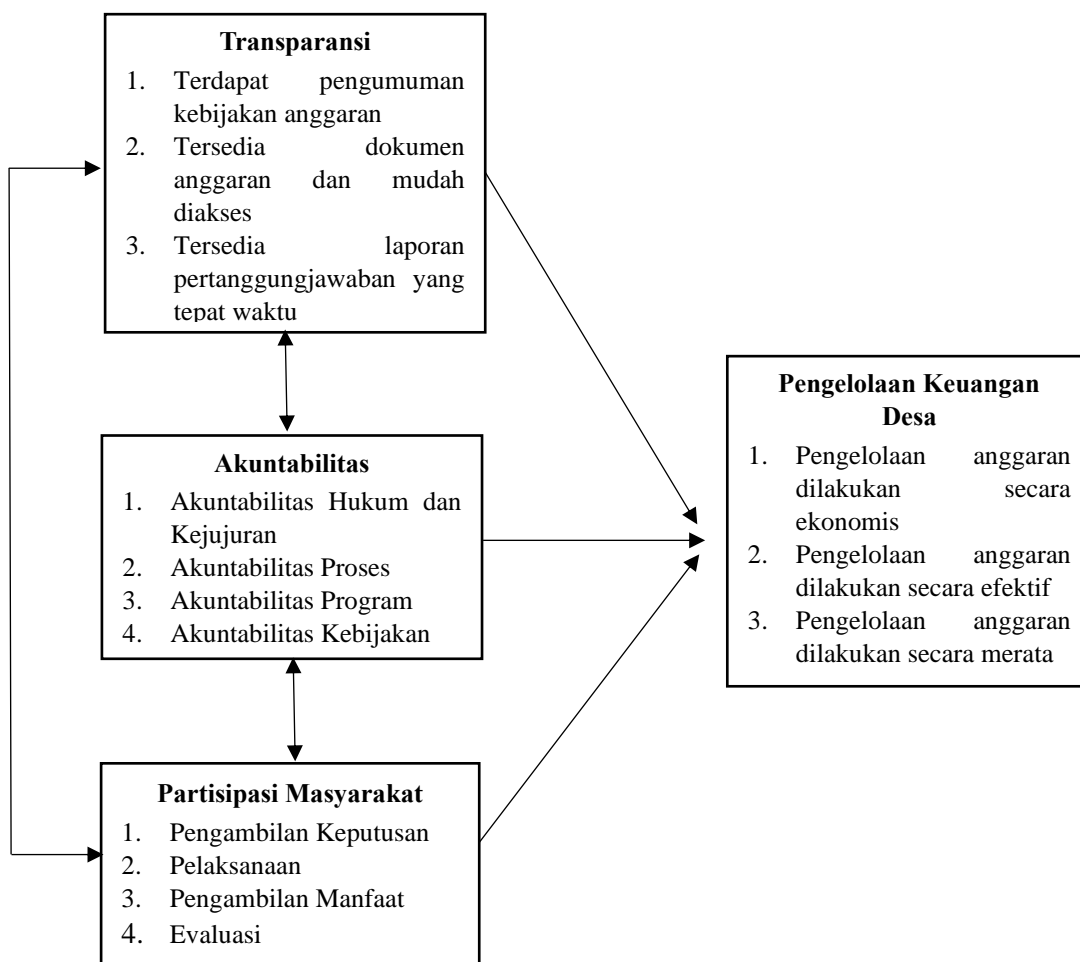 Transparansi
1. Terdapat pengumuman
kebijakan anggaran
2. Tersedia dokumen
anggaran dan mudah
diakses
3. Tersedia laporan
pertanggungjawaban yang
tepat waktu
Akuntabilitas
1. Akuntabilitas Hukum dan
Kejujuran
2. Akuntabilitas Proses
3. Akuntabilitas Program
4. Akuntabilitas Kebijakan
Partisipasi Masyarakat
1. Pengambilan Keputusan
2. Pelaksanaan
3. Pengambilan Manfaat
4. Evaluasi
Pengelolaan Keuangan
Desa
1. Pengelolaan anggaran
dilakukan secara
ekonomis
2. Pengelolaan anggaran
dilakukan secara efektif
3. Pengelolaan anggaran
dilakukan secara merata